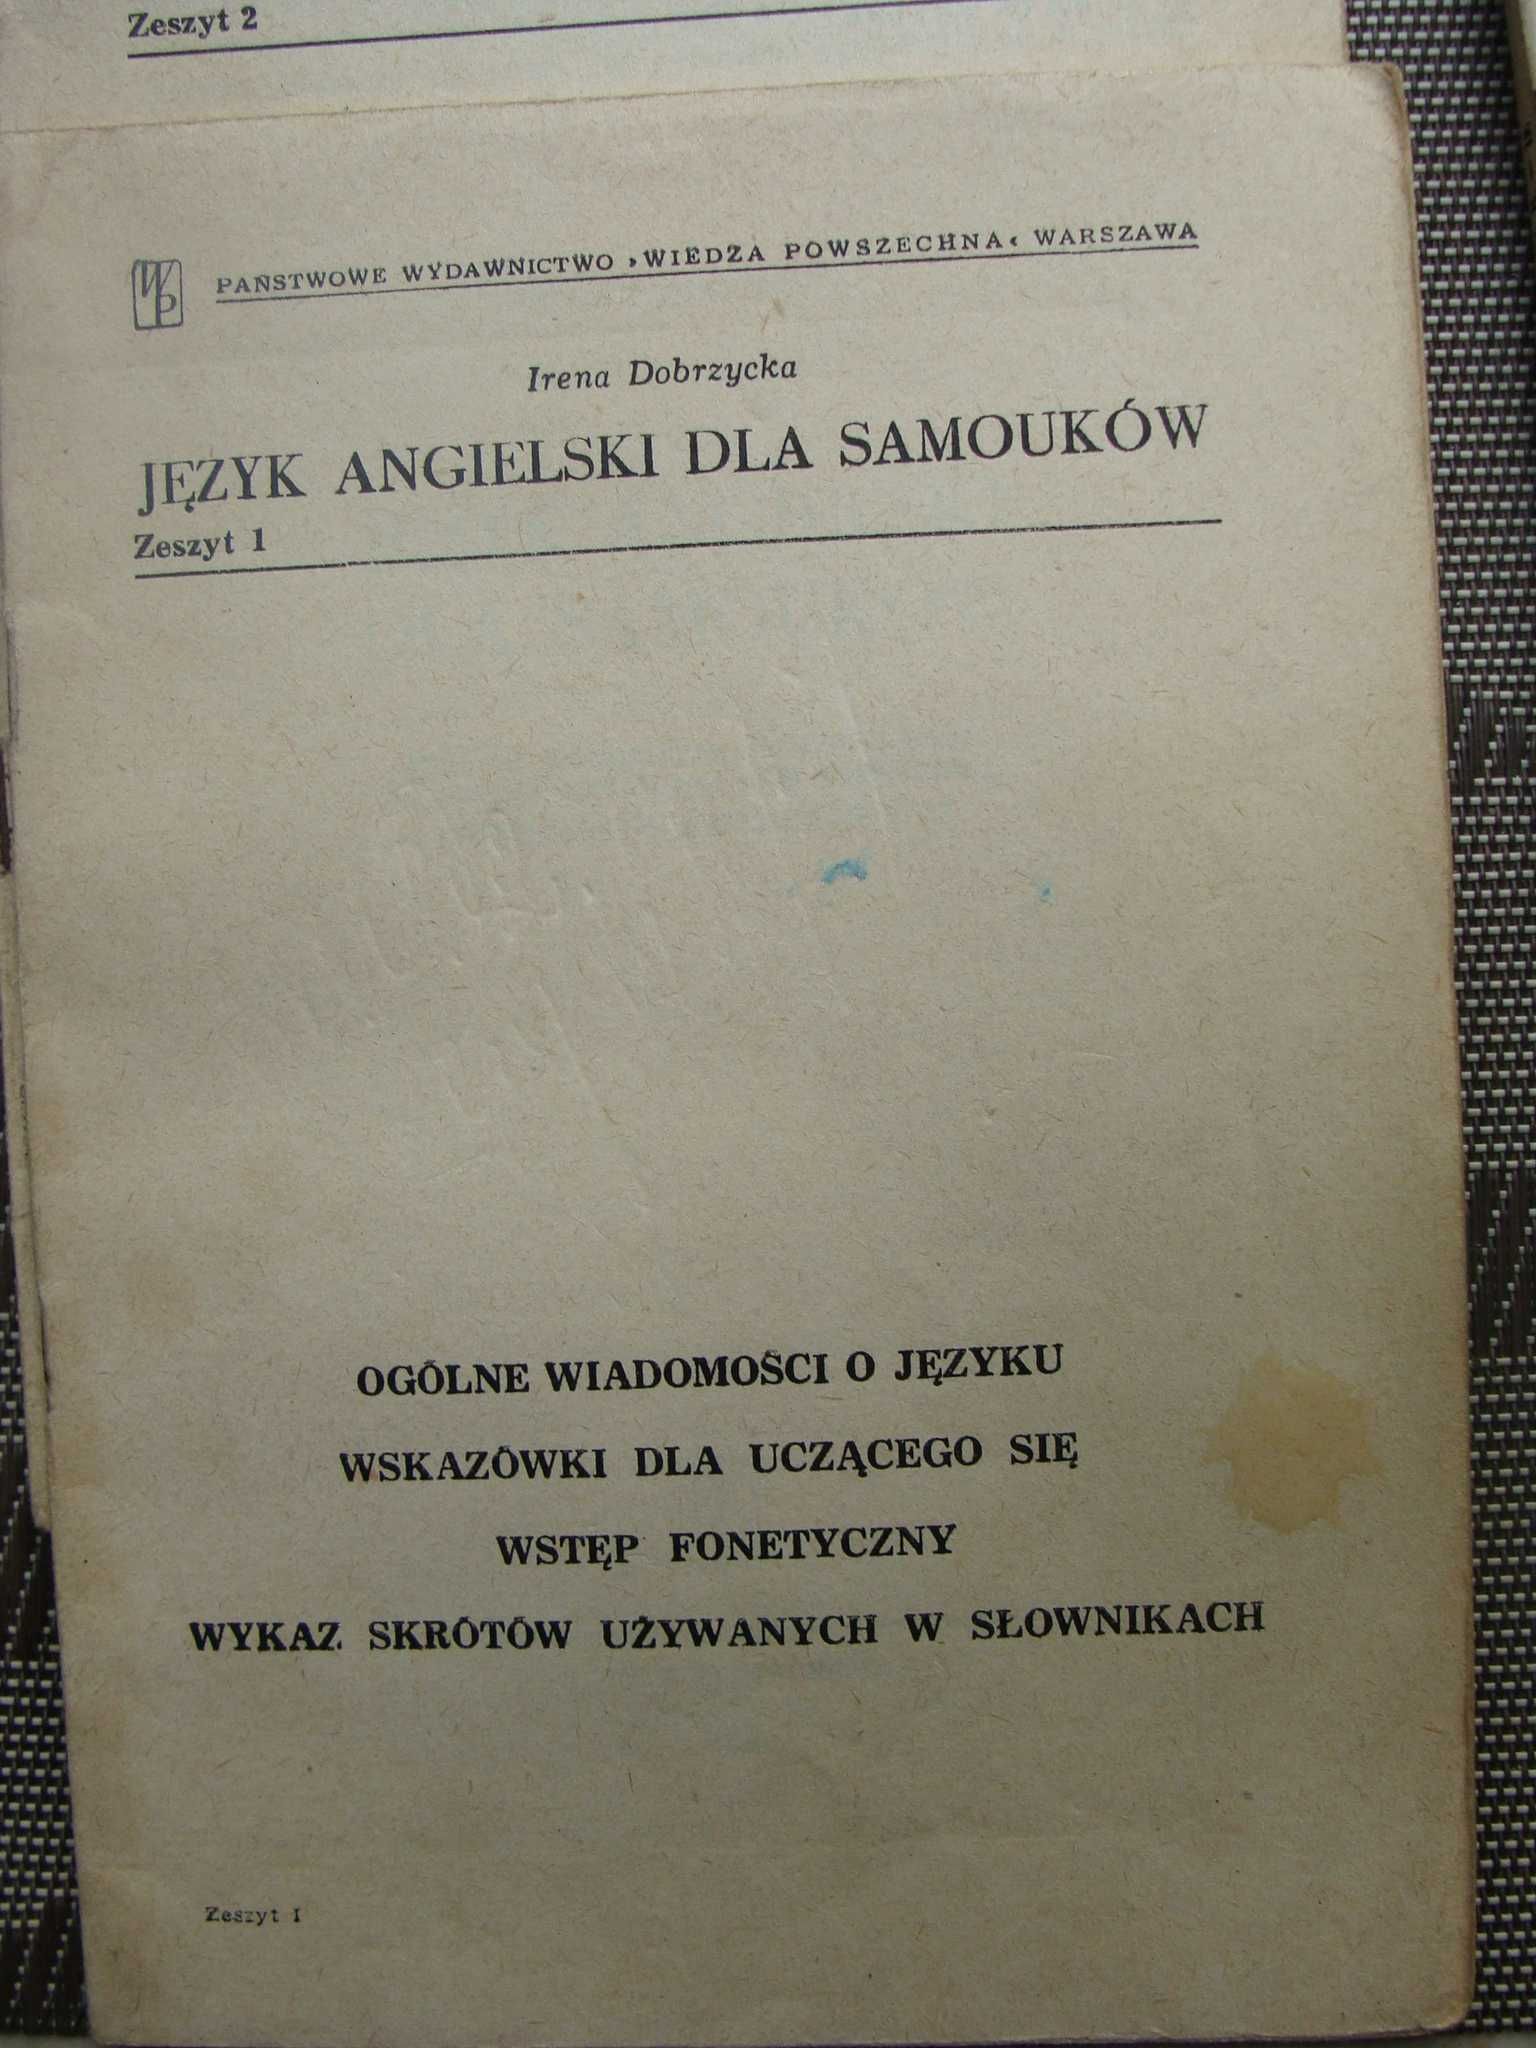 Zeszyt 2
WP
PAŃSTWOWE WYDAWNICTWO »WIEDZA POWSZECHNA« WARSZAWA
Irena Dobrzycka
JĘZYK ANGIELSKI DLA SAMOUKÓW
Zeszyt 1
OGÓLNE WIADOMOŚCI O JĘZYKU
WSKAZÓWKI DLA UCZĄCEGO SIĘ
WSTĘP FONETYCZNY
WYKAZ SKRÓTÓW UŻYWANYCH W SŁOWNIKACH
Zeszyt I